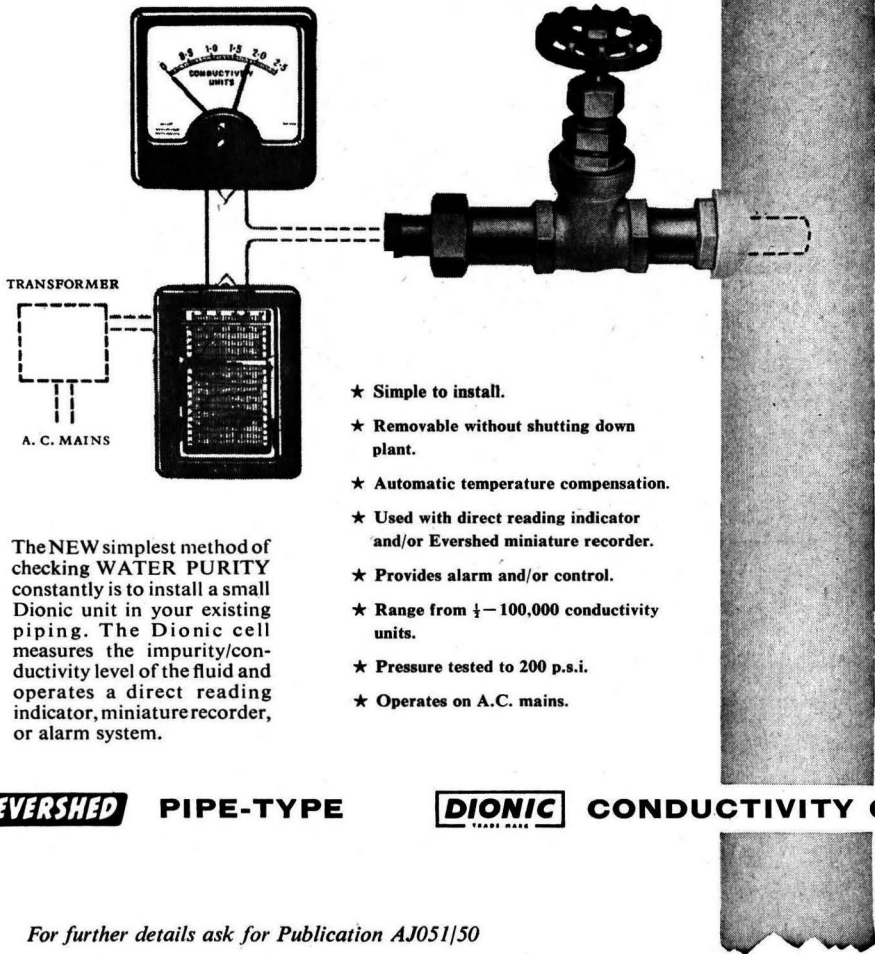 0 0·5 1·0 1·5 2·0 2·5
CONDUCTIVITY
UNITS
TRANSFORMER
A. C. MAINS
★ Simple to install.
★ Removable without shutting down
plant.
★ Automatic temperature compensation.
★ Used with direct reading indicator
and/or Evershed miniature recorder.
★ Provides alarm and/or control.
★ Range from ½—100,000 conductivity
units.
★ Pressure tested to 200 p.s.i.
★ Operates on A.C. mains.
The NEW simplest method of
checking WATER PURITY
constantly is to install a small
Dionic unit in your existing
piping. The Dionic cell
measures the impurity/con-
ductivity level of the fluid and
operates a direct reading
indicator, miniature recorder,
or alarm system.
EVERSHED PIPE-TYPE DIONIC CONDUCTIVITY
TRADE MARK
For further details ask for Publication AJ051/50